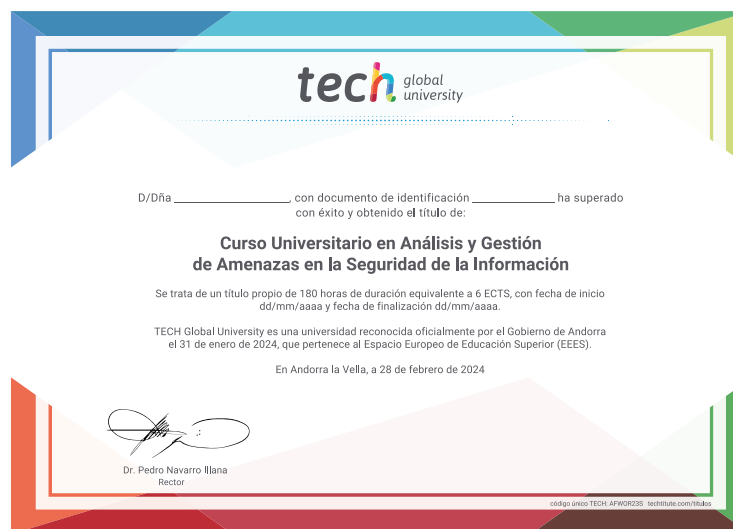 tech global university
D/Dña ________________, con documento de identificación ____________ ha superado
con éxito y obtenido el título de:
Curso Universitario en Análisis y Gestión
de Amenazas en la Seguridad de la Información
Se trata de un título propio de 180 horas de duración equivalente a 6 ECTS, con fecha de inicio
dd/mm/aaaa y fecha de finalización dd/mm/aaaa.
TECH Global University es una universidad reconocida oficialmente por el Gobierno de Andorra
el 31 de enero de 2024, que pertenece al Espacio Europeo de Educación Superior (EEES).
En Andorra la Vella, a 28 de febrero de 2024
Dr. Pedro Navarro Illana
Rector
código único TECH: AFWOR23S techtitute.com/titulos